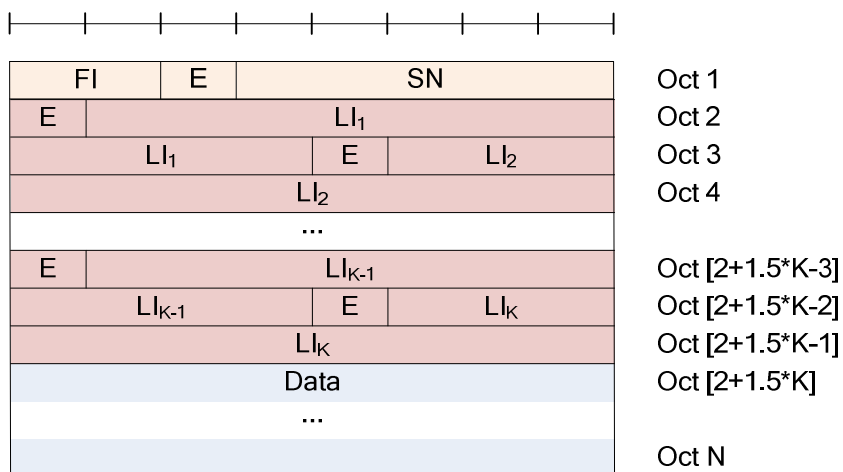 FI E SN Oct 1
E LI1 Oct 2
LI1 E LI2 Oct 3
LI2 Oct 4
...
E LIK-1 Oct [2+1.5*K-3]
LIK-1 E LIK Oct [2+1.5*K-2]
LIK Oct [2+1.5*K-1]
Data Oct [2+1.5*K]
...
Oct N